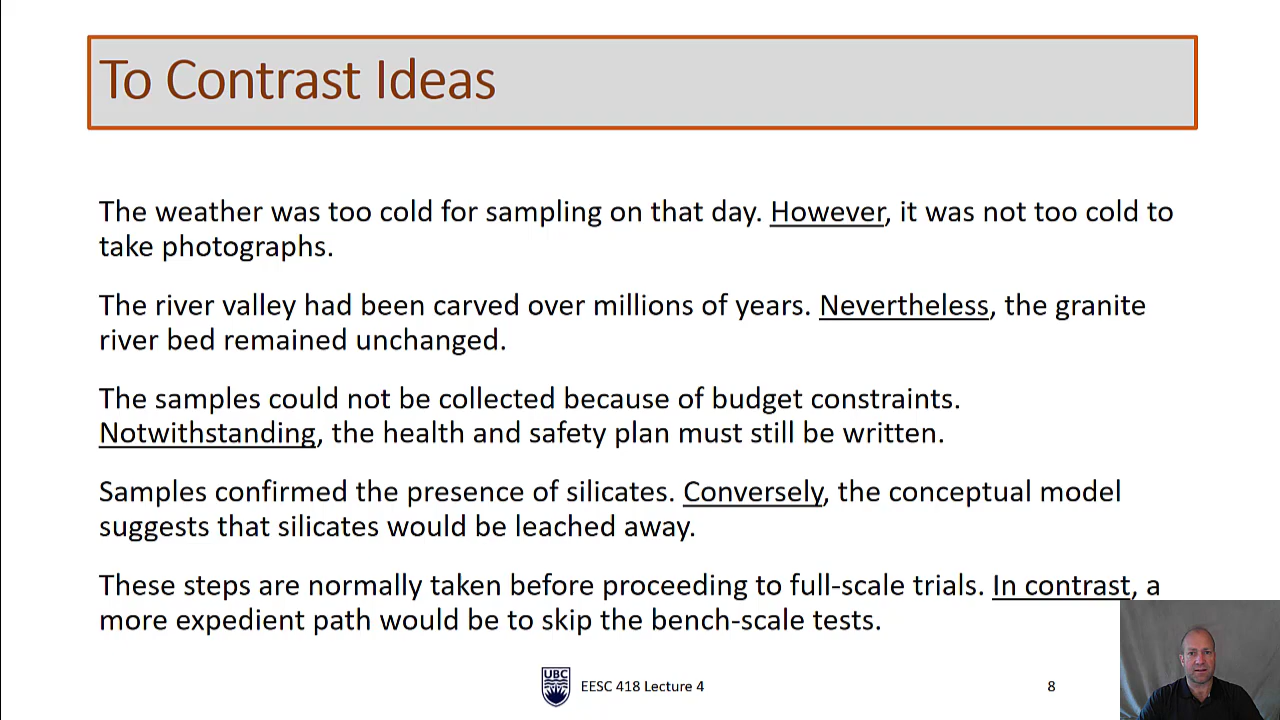 To Contrast Ideas
The weather was too cold for sampling on that day. However, it was not too cold to
take photographs.
The river valley had been carved over millions of years. Nevertheless, the granite
river bed remained unchanged.
The samples could not be collected because of budget constraints.
Notwithstanding, the health and safety plan must still be written.
Samples confirmed the presence of silicates. Conversely, the conceptual model
suggests that silicates would be leached away.
These steps are normally taken before proceeding to full-scale trials. In contrast, a
more expedient path would be to skip the bench-scale tests.
UBC
EESC 418 Lecture 4
8